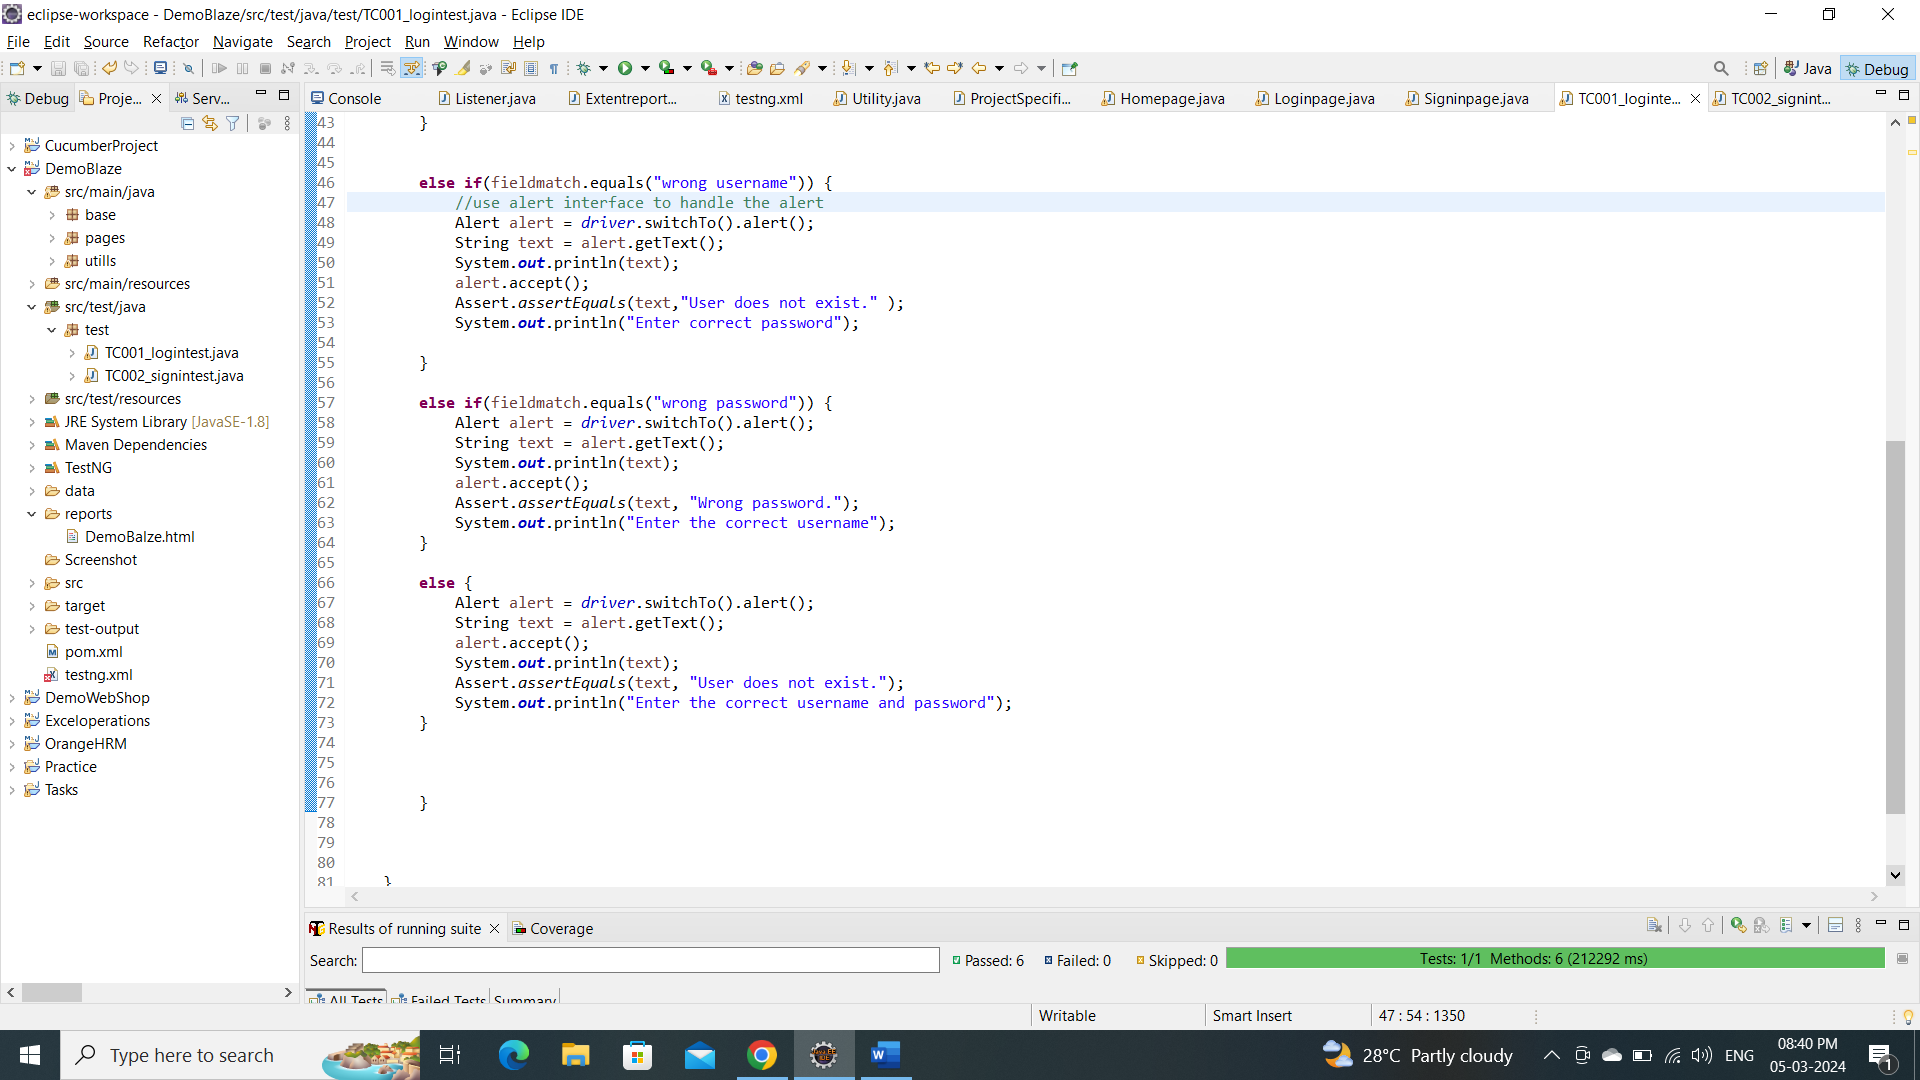 eclipse-workspace - DemoBlaze/src/test/java/test/TC001_logintest.java - Eclipse IDE
File Edit Source Refactor Navigate Search Project Run Window Help
Java Debug
Debug Proje... Serv...
Console Listener.java Extentreport... testng.xml Utility.java ProjectSpecifi... Homepage.java Loginpage.java Signinpage.java TC001_loginte... TC002_signint...
CucumberProject
DemoBlaze
src/main/java
base
pages
utills
src/main/resources
src/test/java
test
TC001_logintest.java
TC002_signintest.java
src/test/resources
JRE System Library [JavaSE-1.8]
Maven Dependencies
TestNG
data
reports
DemoBalze.html
Screenshot
src
target
test-output
pom.xml
testng.xml
DemoWebShop
Exceloperations
OrangeHRM
Practice
Tasks
43 }
44
45
46 else if(fieldmatch.equals("wrong username")) {
47 //use alert interface to handle the alert
48 Alert alert = driver.switchTo().alert();
49 String text = alert.getText();
50 System.out.println(text);
51 alert.accept();
52 Assert.assertEquals(text,"User does not exist." );
53 System.out.println("Enter correct password");
54
55 }
56
57 else if(fieldmatch.equals("wrong password")) {
58 Alert alert = driver.switchTo().alert();
59 String text = alert.getText();
60 System.out.println(text);
61 alert.accept();
62 Assert.assertEquals(text, "Wrong password.");
63 System.out.println("Enter the correct username");
64 }
65
66 else {
67 Alert alert = driver.switchTo().alert();
68 String text = alert.getText();
69 alert.accept();
70 System.out.println(text);
71 Assert.assertEquals(text, "User does not exist.");
72 System.out.println("Enter the correct username and password");
73 }
74
75
76
77 }
78
79
80
81 }
Results of running suite Coverage
Search: Passed: 6 Failed: 0 Skipped: 0 Tests: 1/1 Methods: 6 (212292 ms)
All Tests Failed Tests Summary
Writable Smart Insert 47 : 54 : 1350
Type here to search 28°C Partly cloudy ENG 08:40 PM
05-03-2024 1